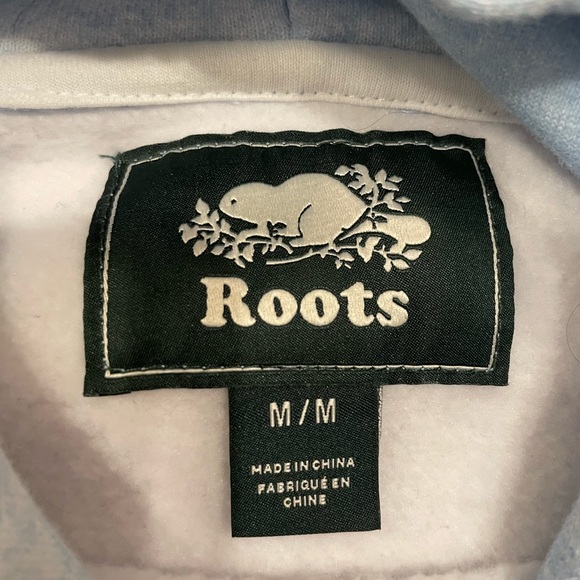 Roots
M/M
MADE IN CHINA
FABRIQUÉ EN
CHINE